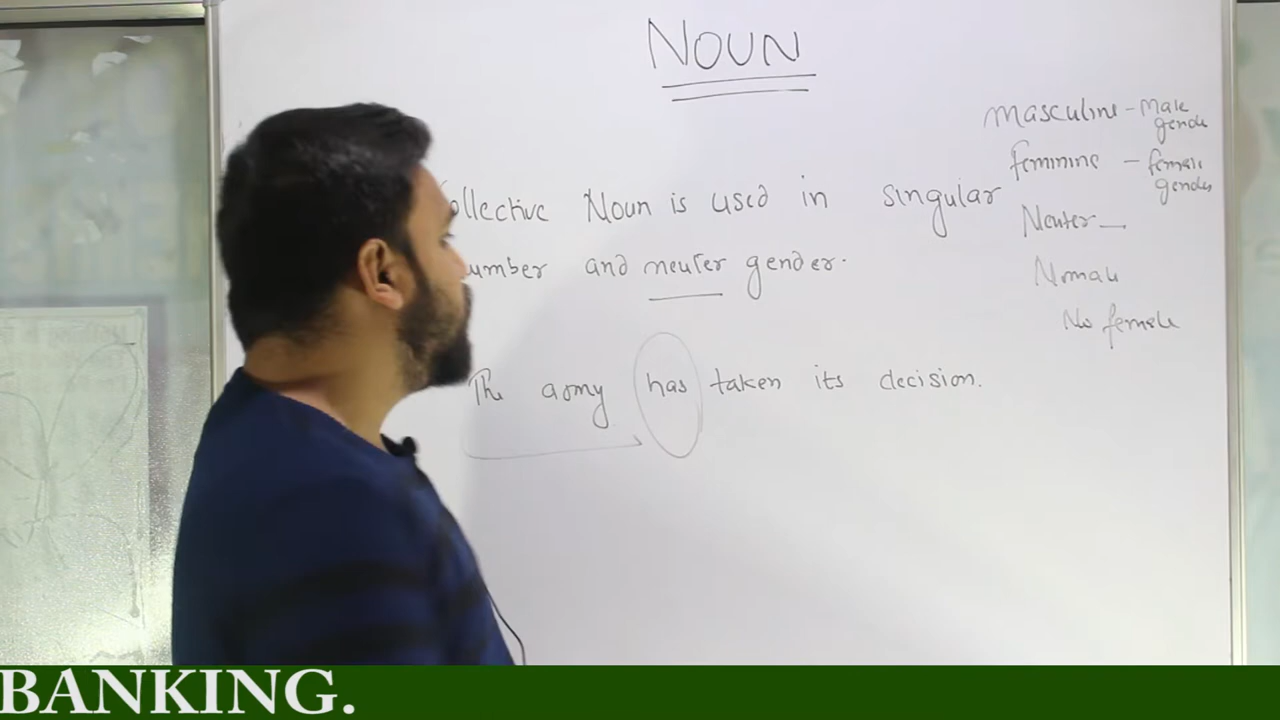 NOUN
ollective Noun is used in singular
umber and neuter gender.
The army has taken its decision.
Masculine - Male
gende
feminine - female
gender
Neuter —
No male
No female
BANKING.